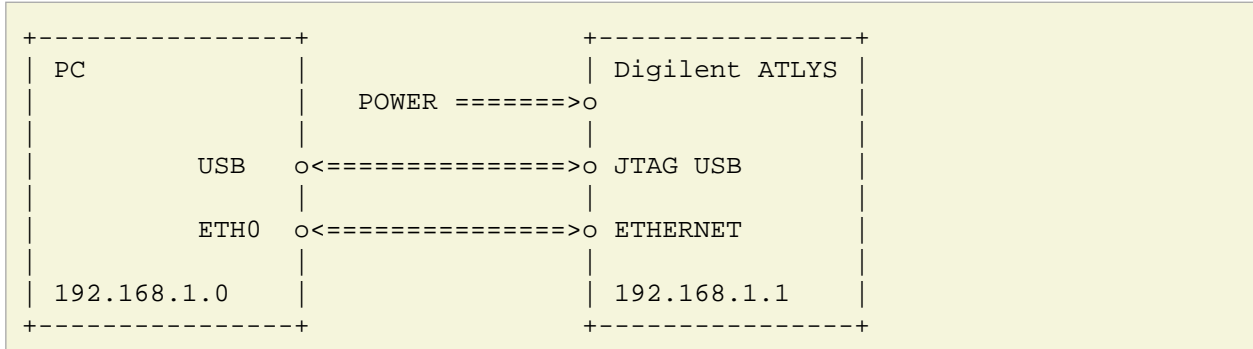 +----------------+                  +----------------+
| PC             |                  | Digilent ATLYS |
|                |   POWER =======>o                |
|                |                  |                |
|          USB   o<===============>o JTAG USB       |
|                |                  |                |
|          ETH0  o<===============>o ETHERNET       |
|                |                  |                |
| 192.168.1.0    |                  | 192.168.1.1    |
+----------------+                  +----------------+